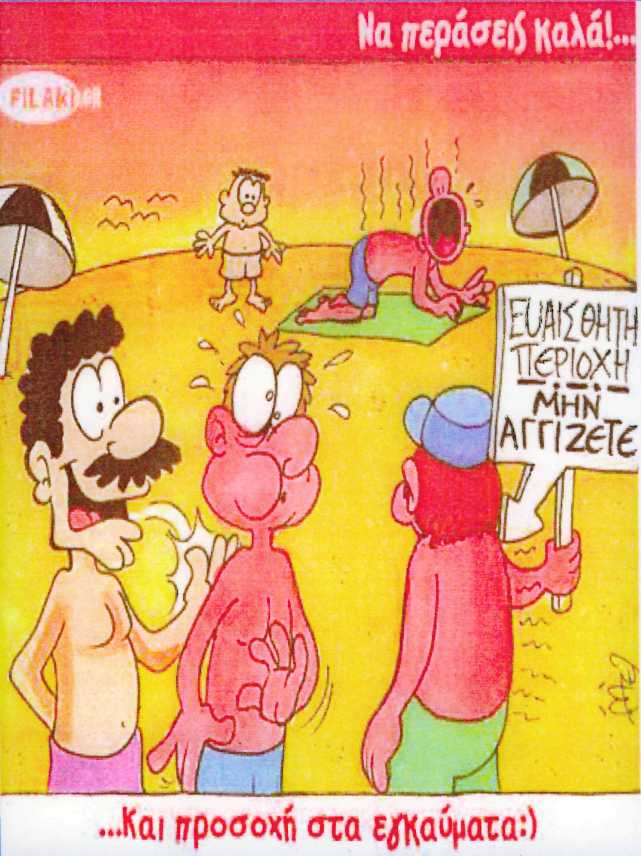 Να περάσεις καλά!...
FILAKI.GR
ΕΥΑΙΣΘΗΤΗ
ΠΕΡΙΟΧΗ
ΜΗΝ
ΑΓΓΙΖΕΤΕ
...Και προσοχή στα εγκαύματα:)